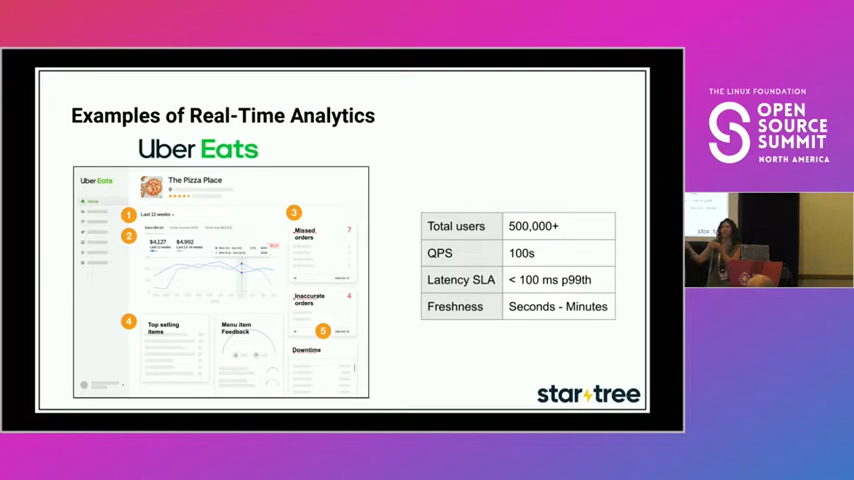 Examples of Real-Time Analytics
Uber Eats
Uber Eats
The Pizza Place
1
Last 12 weeks
2
$4,127
$4,992
3
Missed
orders
7
Inaccurate
orders
4
5
4
Top selling
items
Menu item
Feedback
Downtime
Total users 500,000+
QPS 100s
Latency SLA < 100 ms p99th
Freshness Seconds - Minutes
star tree
THE LINUX FOUNDATION
OPEN
SOURCE
SUMMIT
NORTH AMERICA